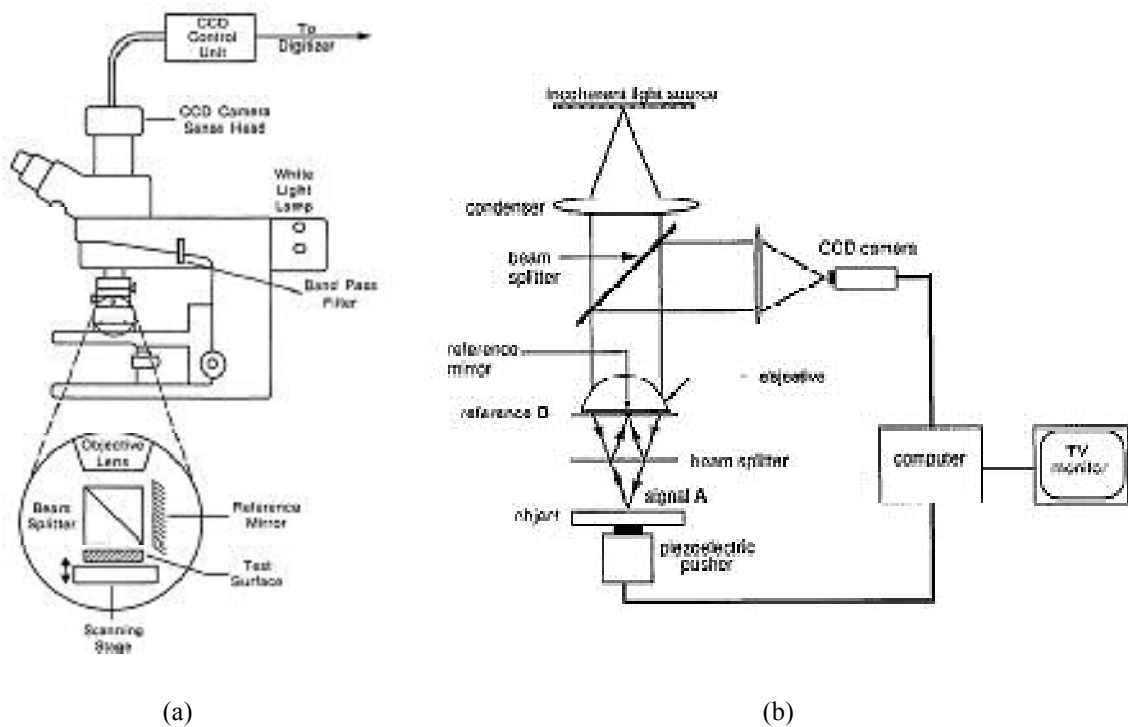 CCD
Control
Unit
To
Digitizer
CCD Camera
Sense Head
White
Light
Lamp
Band Pass
Filter
Objective
Lens
Beam
Splitter
Reference
Mirror
Test
Surface
Scanning
Stage
(a)
Incoherent light source
condenser
beam
splitter
CCD camera
reference
mirror
objective
reference
beam splitter
signal A
object
piezoelectric
pusher
computer
TV
monitor
(b)